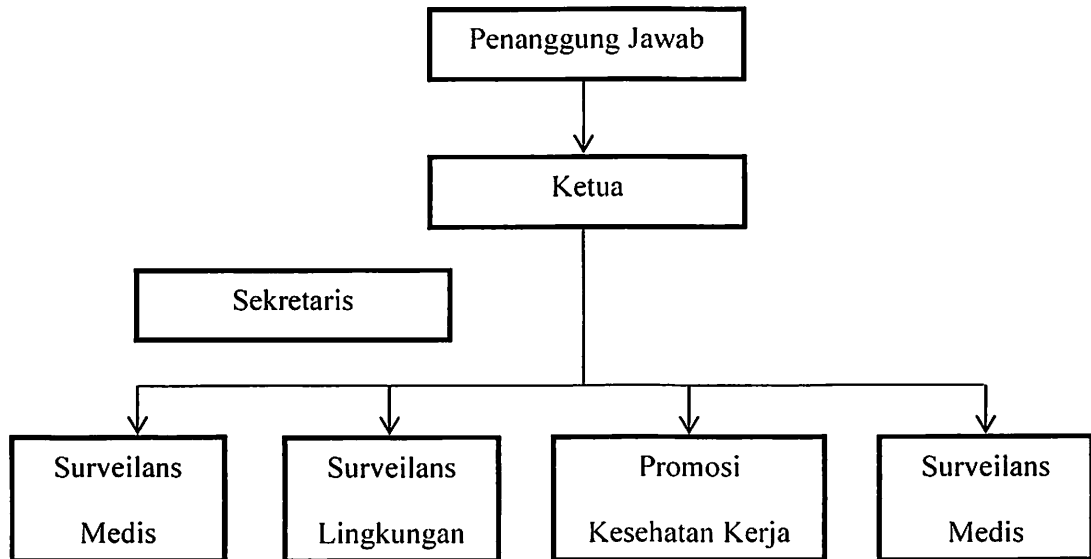 Penanggung Jawab
Ketua
Sekretaris
Surveilans
Medis
Surveilans
Lingkungan
Promosi
Kesehatan Kerja
Surveilans
Medis